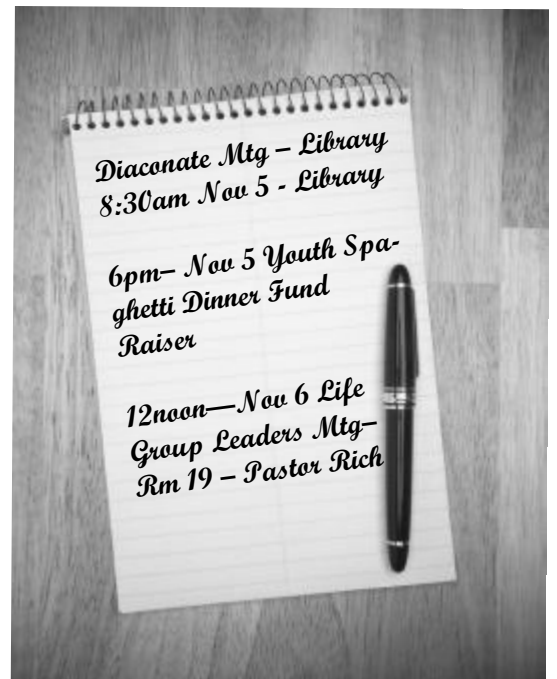 Diaconate Mtg – Library
8:30am Nov 5 - Library
6pm– Nov 5 Youth Spa-
ghetti Dinner Fund
Raiser
12noon—Nov 6 Life
Group Leaders Mtg–
Rm 19 – Pastor Rich